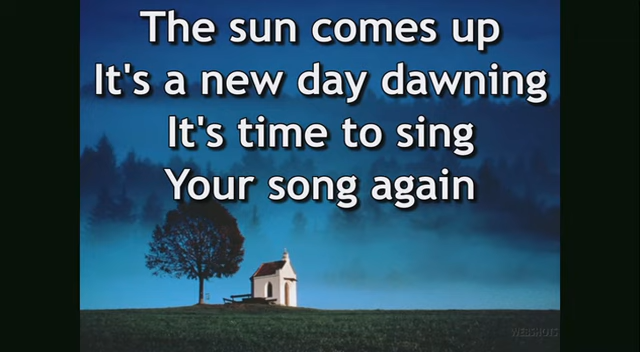 The sun comes up
It's a new day dawning
It's time to sing
Your song again
WEBSHOTS